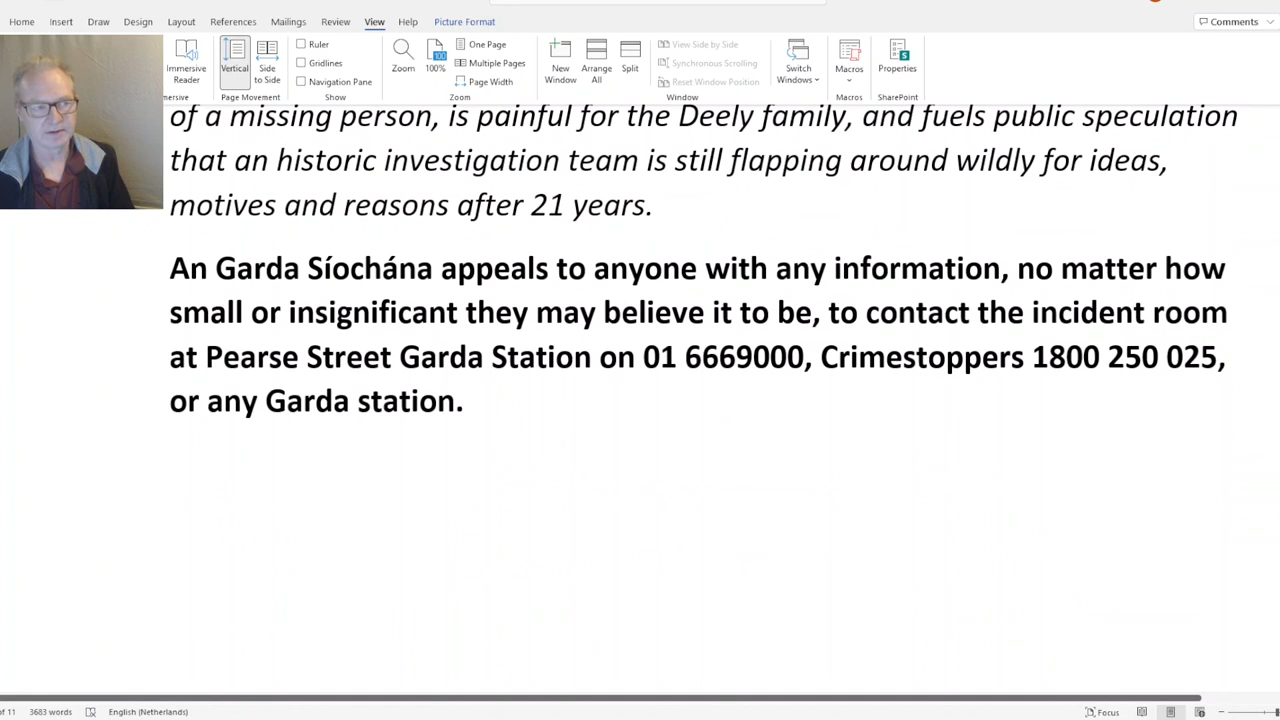 Home Insert Draw Design Layout References Mailings Review View Help Picture Format Comments
Immersive Reader
Vertical
Side to Side
Page Movement
Ruler
Gridlines
Navigation Pane
Show
Zoom
100%
One Page
Multiple Pages
Page Width
Zoom
New Window
Arrange All
Split
View Side by Side
Synchronous Scrolling
Reset Window Position
Window
Switch Windows
Macros
Macros
Properties
SharePoint
of a missing person, is painful for the Deely family, and fuels public speculation
that an historic investigation team is still flapping around wildly for ideas,
motives and reasons after 21 years.
An Garda Síochána appeals to anyone with any information, no matter how
small or insignificant they may believe it to be, to contact the incident room
at Pearse Street Garda Station on 01 6669000, Crimestoppers 1800 250 025,
or any Garda station.
of 11 3683 words English (Netherlands) Focus